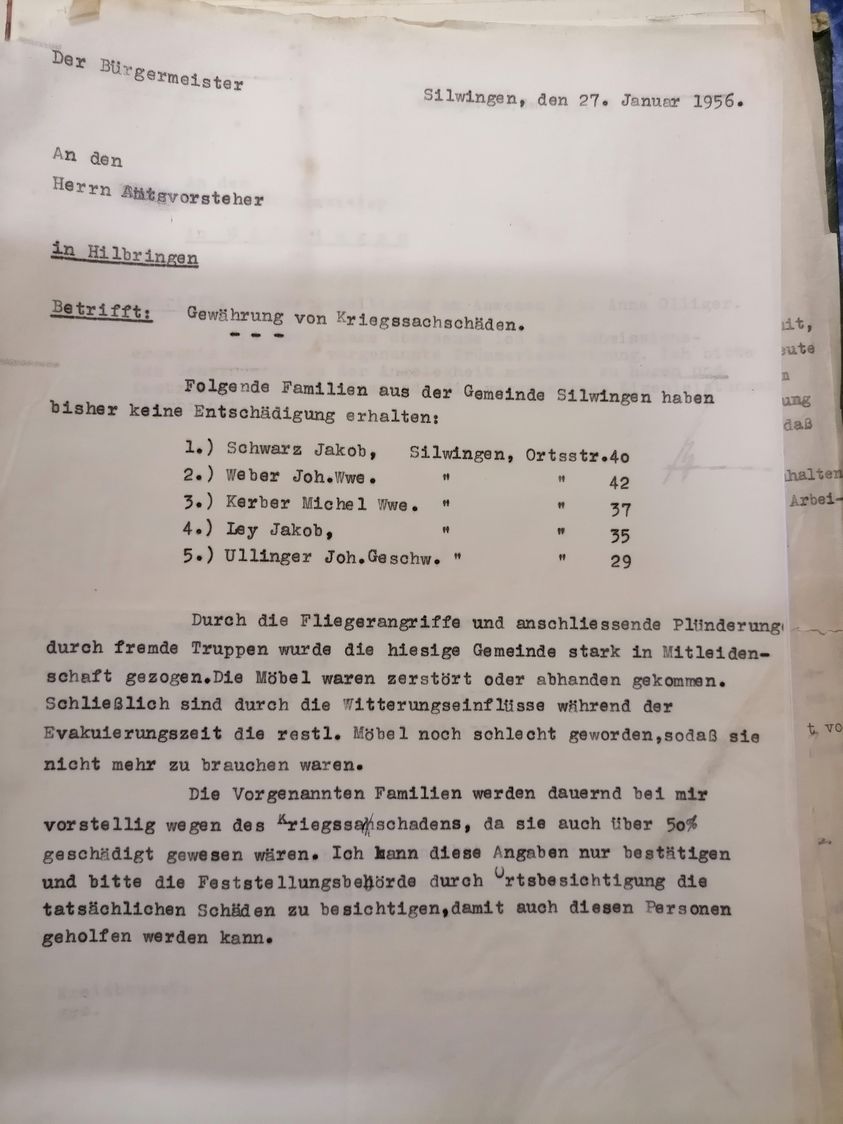 Der Bürgermeister
Silwingen, den 27. Januar 1956.
An den
Herrn Amtsvorsteher
in Hilbringen
Betrifft: Gewährung von Kriegssachschäden.
- - -
Folgende Familien aus der Gemeinde Silwingen haben
bisher keine Entschädigung erhalten:
1.) Schwarz Jakob, Silwingen, Ortsstr.40
2.) Weber Joh.Wwe. " " 42
3.) Kerber Michel Wwe. " " 37
4.) Ley Jakob, " " 35
5.) Ullinger Joh.Geschw. " " 29
Durch die Fliegerangriffe und anschliessende Plünderung
durch fremde Truppen wurde die hiesige Gemeinde stark in Mitleiden-
schaft gezogen.Die Möbel waren zerstört oder abhanden gekommen.
Schließlich sind durch die Witterungseinflüsse während der
Evakuierungszeit die restl. Möbel noch schlecht geworden,sodaß sie
nicht mehr zu brauchen waren.
Die Vorgenannten Familien werden dauernd bei mir
vorstellig wegen des Kriegssachschadens, da sie auch über 50%
geschädigt gewesen wären. Ich kann diese Angaben nur bestätigen
und bitte die Feststellungsbehörde durch Ortsbesichtigung die
tatsächlichen Schäden zu besichtigen,damit auch diesen Personen
geholfen werden kann.